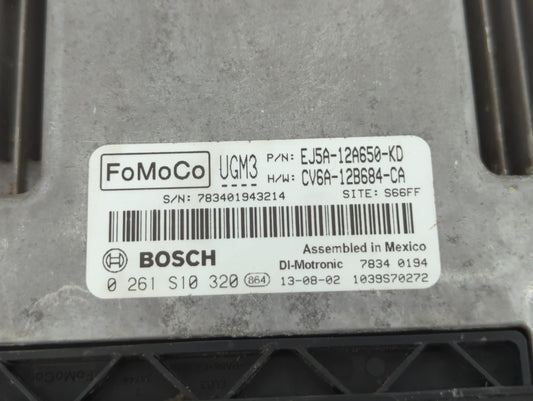 FoMoCo UGM3 P/N: EJ5A-12A650-KD
H/W: CV6A-12B684-CA
S/N: 783401943214 SITE: S66FF
BOSCH Assembled in Mexico
DI-Motronic 7834 0194
0 261 S10 320 864 13-08-02 1039S70272
FoMoCo